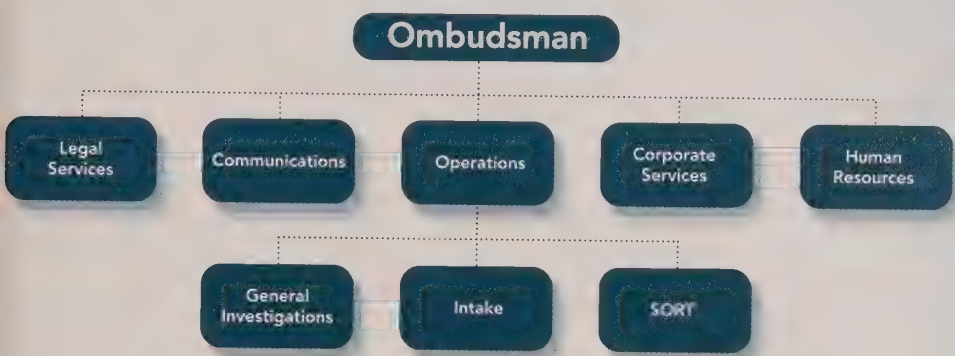 Ombudsman
Legal
Services
Communications
Operations
Corporate
Services
Human
Resources
General
Investigations
Intake
SORT